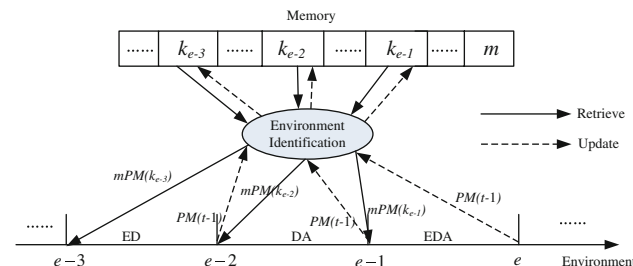 Memory
...... k_{e-3} ...... k_{e-2} ...... k_{e-1} ...... m
Environment
Identification
Retrieve
Update
mPM(k_{e-3})
mPM(k_{e-2})
PM(t-1)
PM(t-1)
mPM(k_{e-1})
PM(t-1)
...... ED DA EDA ......
e−3 e−2 e−1 e Environment